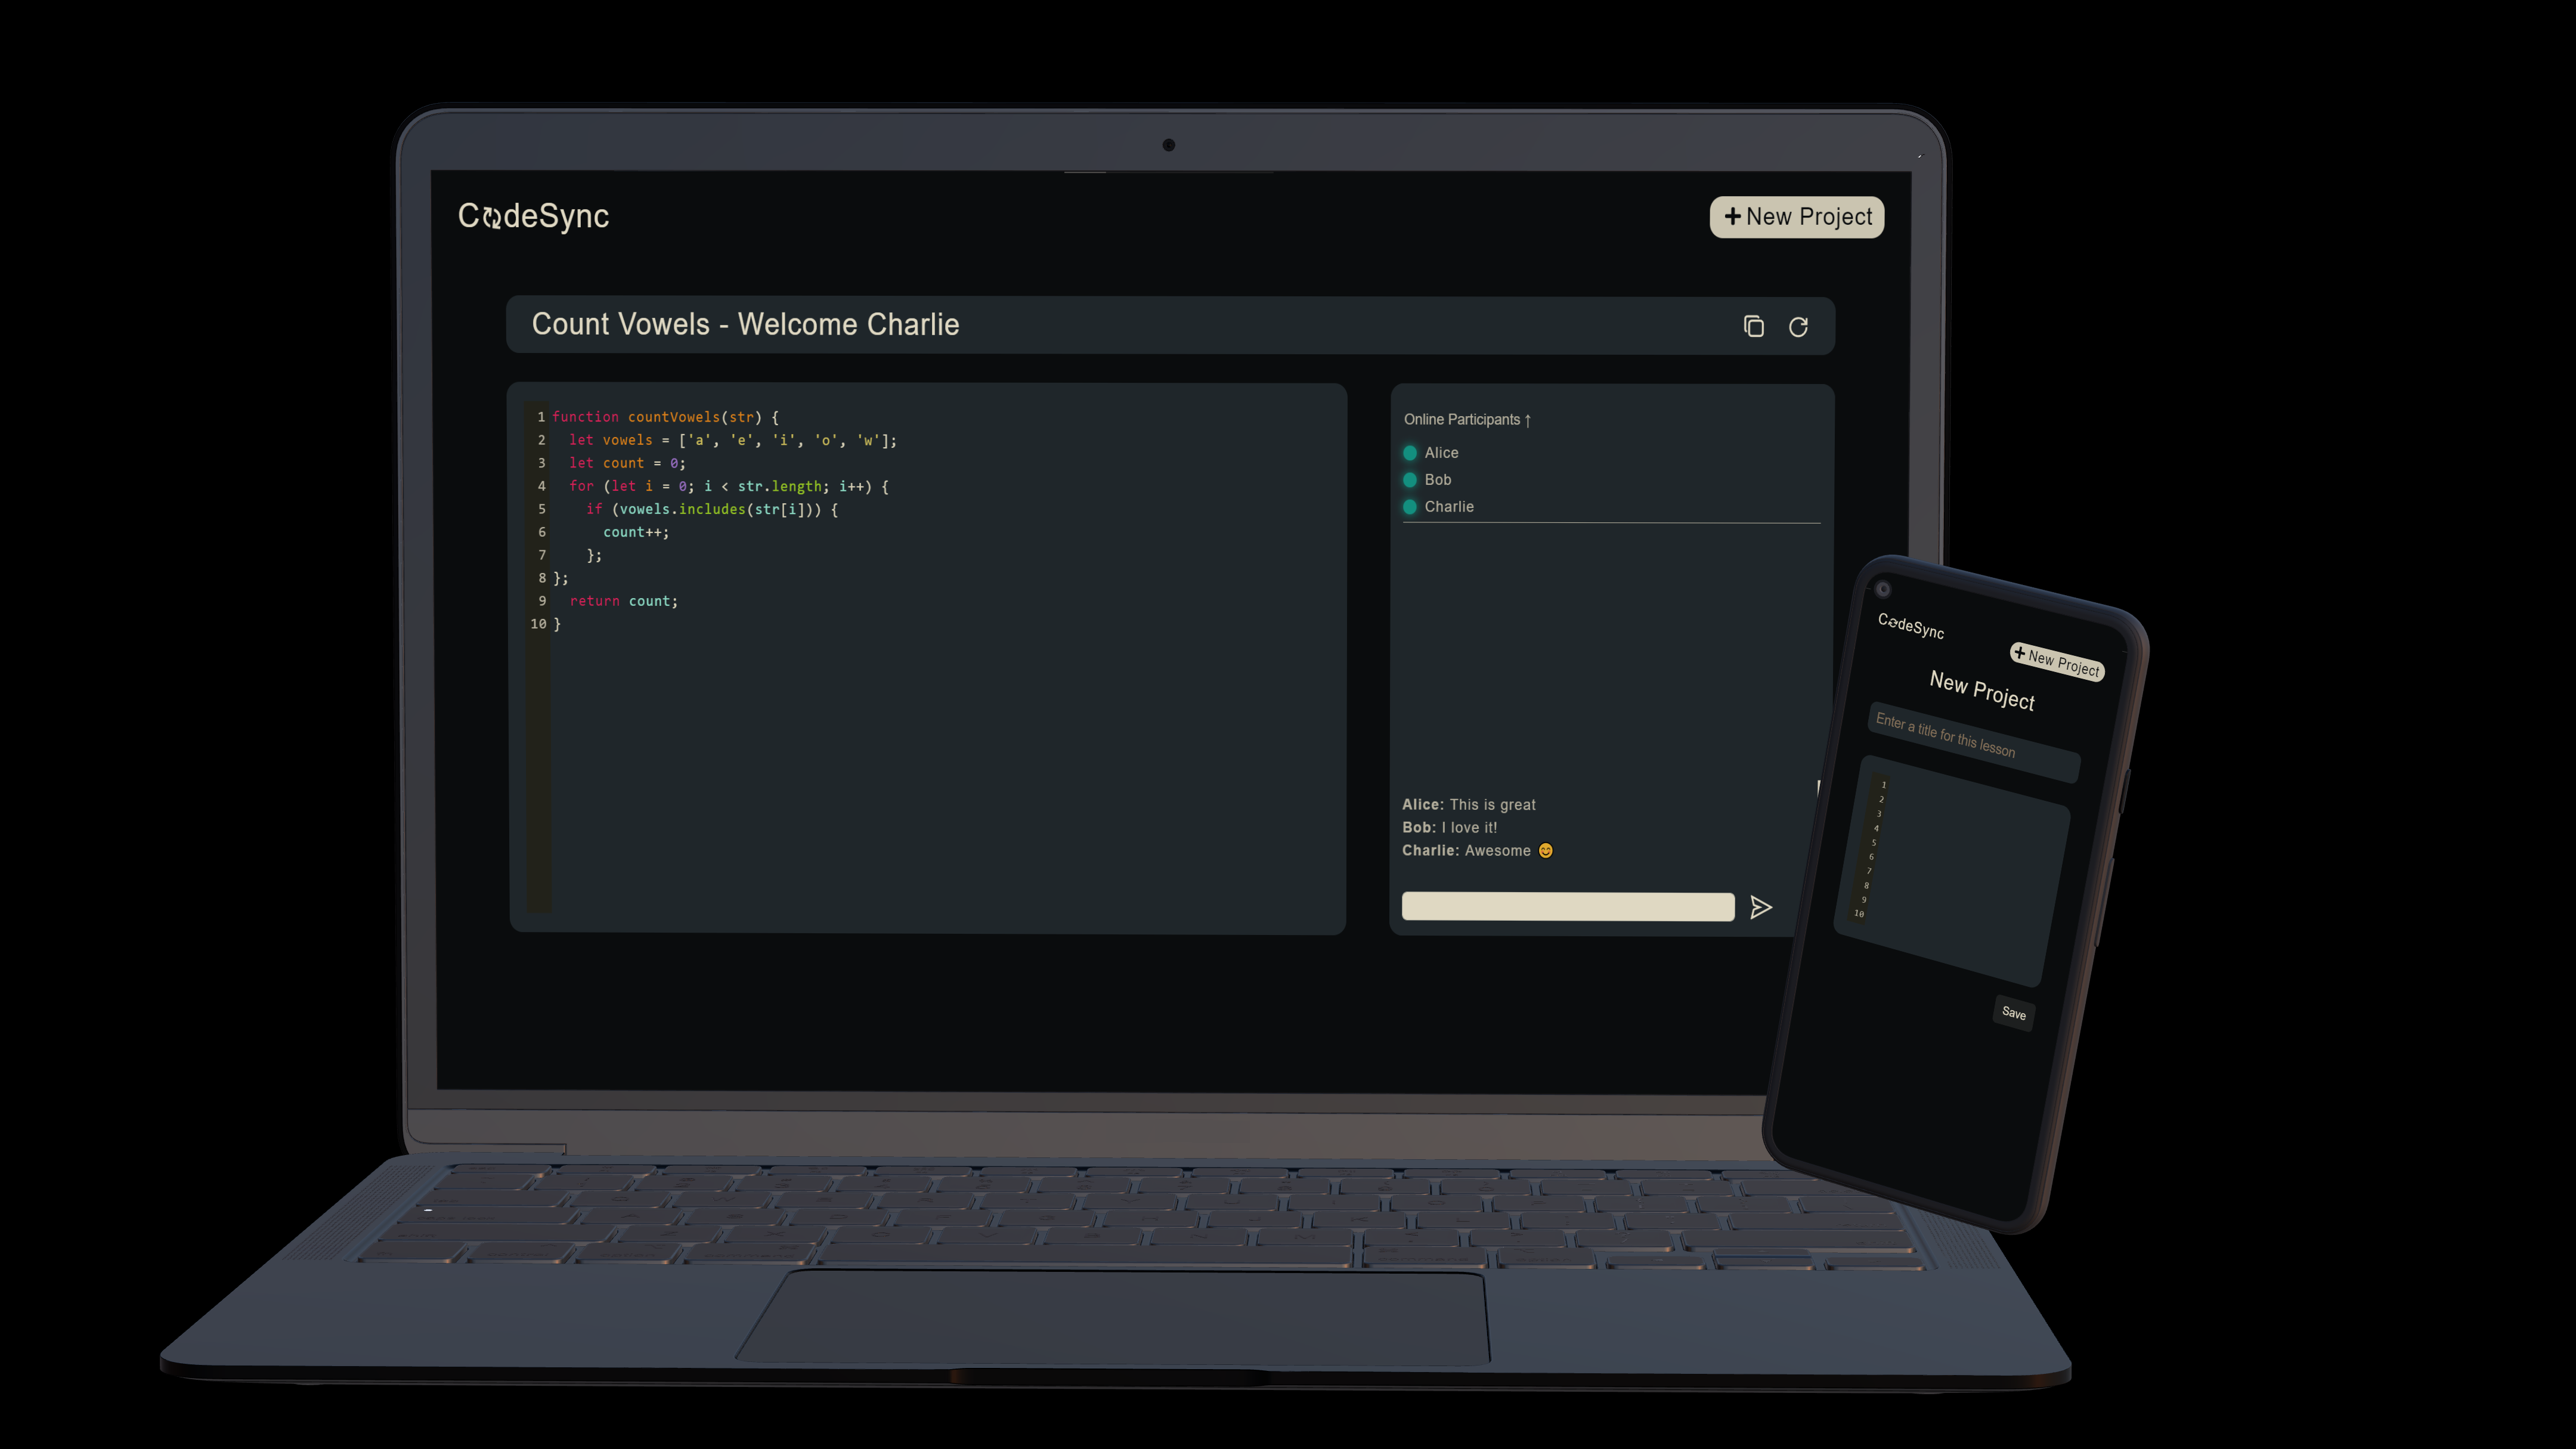 CodeSync
+ New Project
Count Vowels - Welcome Charlie
1 function countVowels(str) {
2   let vowels = ['a', 'e', 'i', 'o', 'w'];
3   let count = 0;
4   for (let i = 0; i < str.length; i++) {
5     if (vowels.includes(str[i])) {
6       count++;
7     };
8 };
9   return count;
10 }
Online Participants ↑
Alice
Bob
Charlie
Alice: This is great
Bob: I love it!
Charlie: Awesome 😊
CodeSync
+ New Project
New Project
Enter a title for this lesson
1
2
3
4
5
6
7
8
9
10
Save